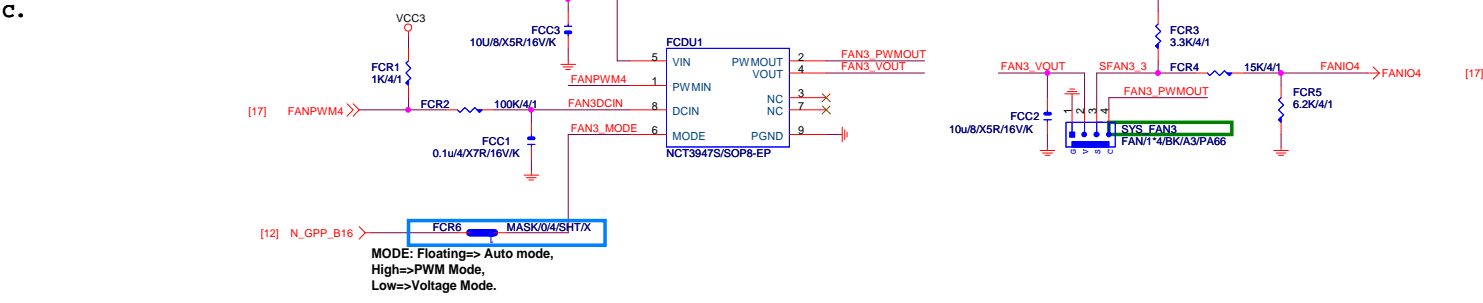 c.
VCC3
FCR1
1K/4/1
FCC3
10U/8/X5R/16V/K
FCDU1
5 VIN
1 PWMIN
8 DCIN
6 MODE
PWMOUT 2
VOUT 4
NC 3
NC 7
PGND 9
NCT3947S/SOP8-EP
FANPWM4
FAN3DCIN
FAN3_MODE
FAN3_PWMOUT
FAN3_VOUT
[17] FANPWM4
FCR2 100K/4/1
FCC1
0.1u/4/X7R/16V/K
[12] N_GPP_B16
FCR6 MASK/0/4/SHT/X
MODE: Floating=> Auto mode,
High=>PWM Mode,
Low=>Voltage Mode.
FCR3
3.3K/4/1
FAN3_VOUT
SFAN3_3
FCR4 15K/4/1
FANIO4
FANIO4 [17]
FAN3_PWMOUT
FCR5
6.2K/4/1
FCC2
10u/8/X5R/16V/K
1 2 3 4
G V S C
SYS_FAN3
FAN/1*4/BK/A3/PA66